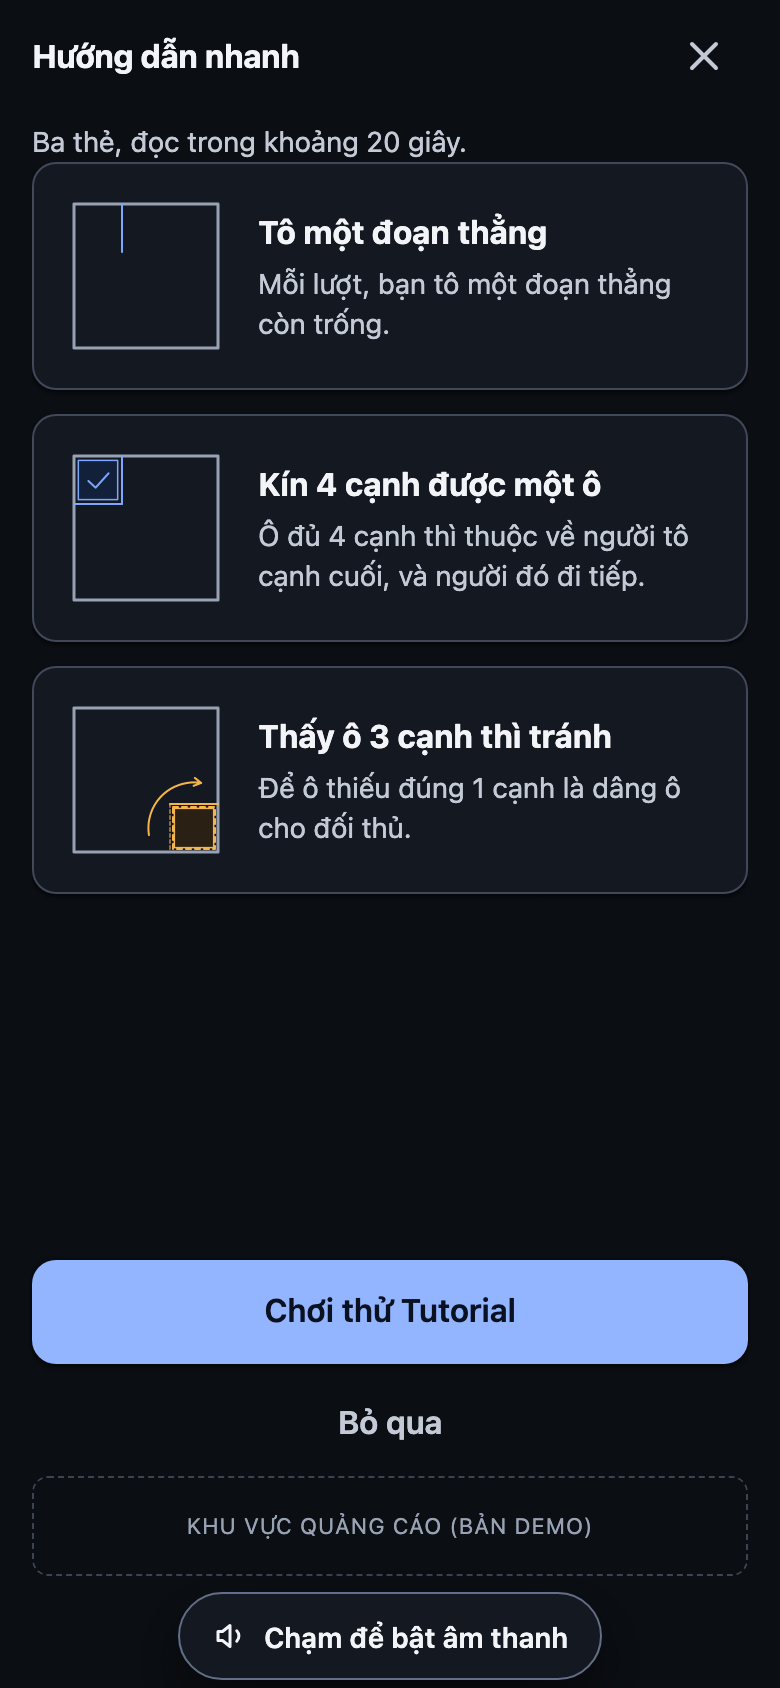 Hướng dẫn nhanh
Ba thẻ, đọc trong khoảng 20 giây.
Tô một đoạn thẳng
Mỗi lượt, bạn tô một đoạn thẳng
còn trống.
Kín 4 cạnh được một ô
Ô đủ 4 cạnh thì thuộc về người tô
cạnh cuối, và người đó đi tiếp.
Thấy ô 3 cạnh thì tránh
Để ô thiếu đúng 1 cạnh là dâng ô
cho đối thủ.
Chơi thử Tutorial
Bỏ qua
KHU VỰC QUẢNG CÁO (BẢN DEMO)
Chạm để bật âm thanh